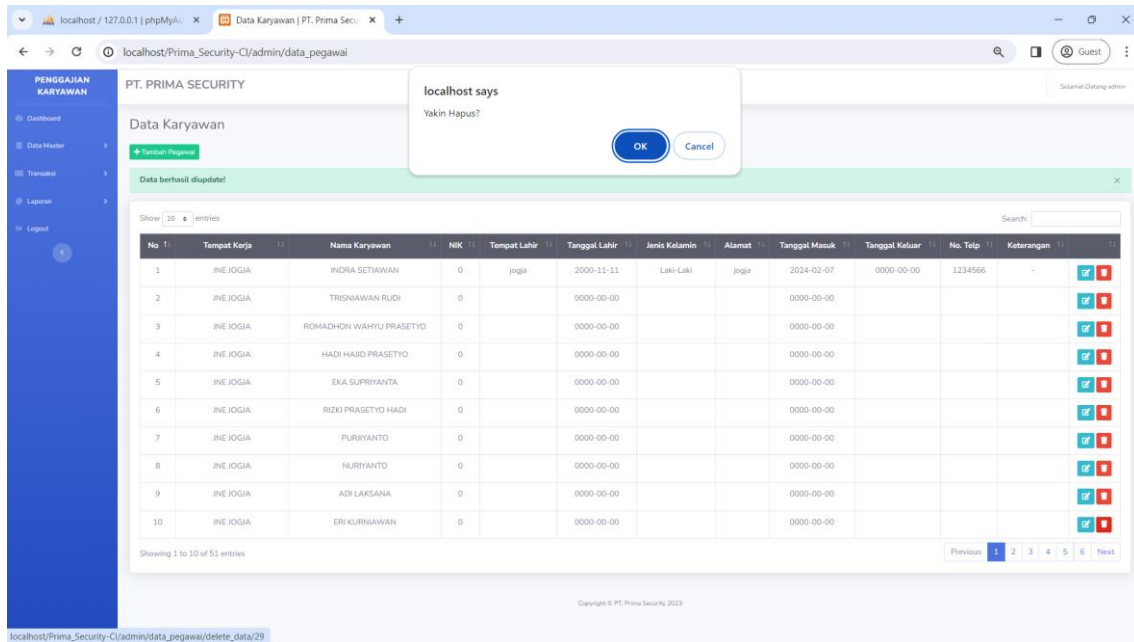 localhost / 127.0.0.1 | phpMyAd
Data Karyawan | PT. Prima Secu
localhost/Prima_Security-CI/admin/data_pegawai
Guest
PENGGAJIAN
KARYAWAN
PT. PRIMA SECURITY
Selamat Datang admin
localhost says
Yakin Hapus?
OK Cancel
Dashboard
Data Master
Transaksi
Laporan
Logout
Data Karyawan
+ Tambah Pegawai
Data berhasil diupdate!
Show 10 entries
Search:
No Tempat Kerja Nama Karyawan NIK Tempat Lahir Tanggal Lahir Jenis Kelamin Alamat Tanggal Masuk Tanggal Keluar No. Telp Keterangan
1 JNE JOGJA INDRA SETIAWAN 0 jogja 2000-11-11 Laki-Laki jogja 2024-02-07 0000-00-00 1234566 -
2 JNE JOGJA TRISNIAWAN RUDI 0 0000-00-00 0000-00-00
3 JNE JOGJA ROMADHON WAHYU PRASETYO 0 0000-00-00 0000-00-00
4 JNE JOGJA HADI HAJID PRASETYO 0 0000-00-00 0000-00-00
5 JNE JOGJA EKA SUPRIYANTA 0 0000-00-00 0000-00-00
6 JNE JOGJA RIZKI PRASETYO HADI 0 0000-00-00 0000-00-00
7 JNE JOGJA PURJIYANTO 0 0000-00-00 0000-00-00
8 JNE JOGJA NURIYANTO 0 0000-00-00 0000-00-00
9 JNE JOGJA ADI LAKSANA 0 0000-00-00 0000-00-00
10 JNE JOGJA ERI KURNIAWAN 0 0000-00-00 0000-00-00
Showing 1 to 10 of 51 entries
Previous 1 2 3 4 5 6 Next
Copyright © PT. Prima Security 2023
localhost/Prima_Security-CI/admin/data_pegawai/delete_data/29